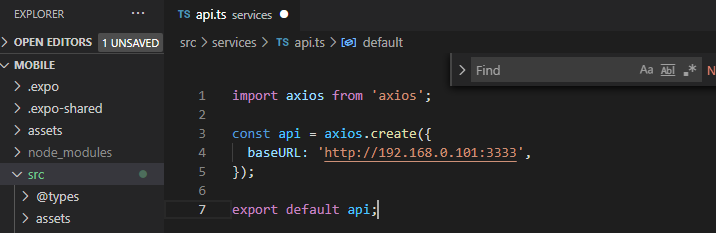 EXPLORER
OPEN EDITORS 1 UNSAVED
MOBILE
.expo
.expo-shared
assets
node_modules
src
@types
assets
TS api.ts services
src > services > TS api.ts > default
> Find Aa Abl .* N
1 import axios from 'axios';
2
3 const api = axios.create({
4 baseURL: 'http://192.168.0.101:3333',
5 });
6
7 export default api;